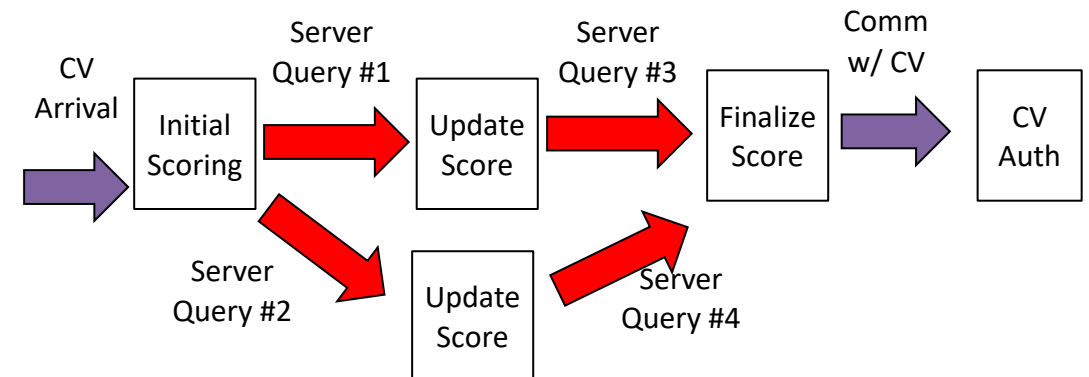 CV
Arrival
Initial
Scoring
Server
Query #1
Update
Score
Server
Query #3
Finalize
Score
Comm
w/ CV
CV
Auth
Server
Query #2
Update
Score
Server
Query #4